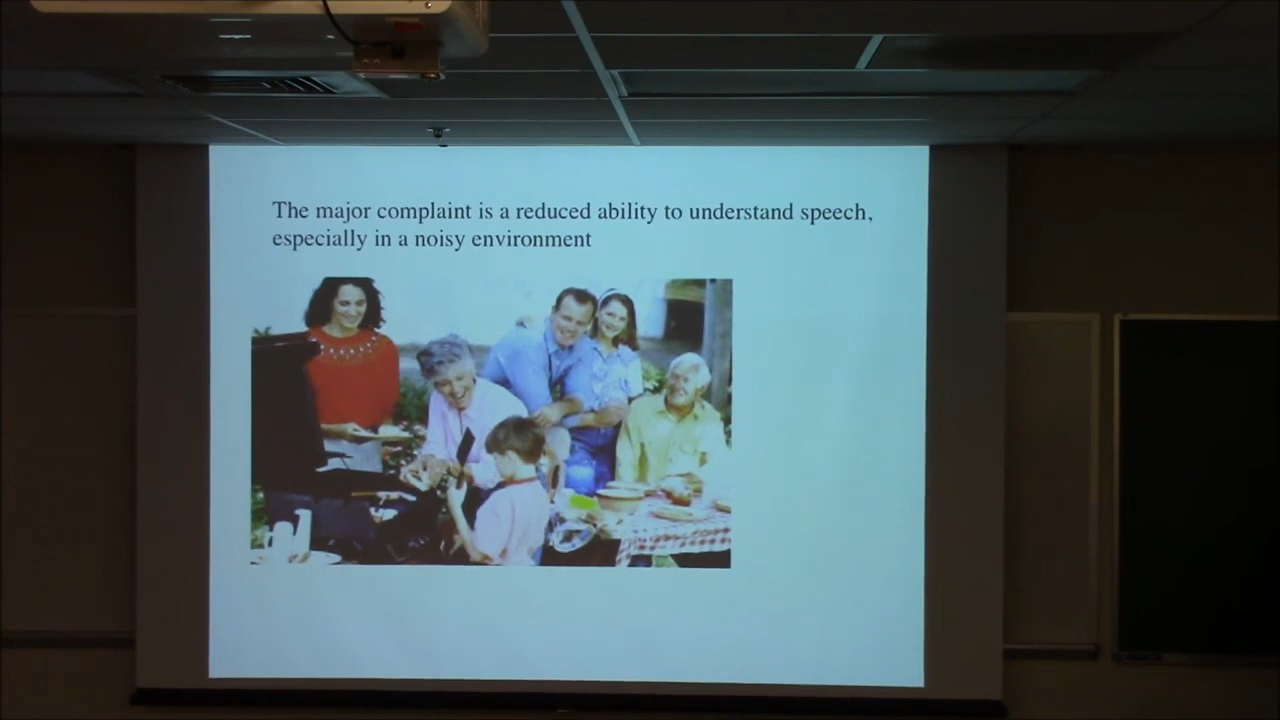 The major complaint is a reduced ability to understand speech,
especially in a noisy environment